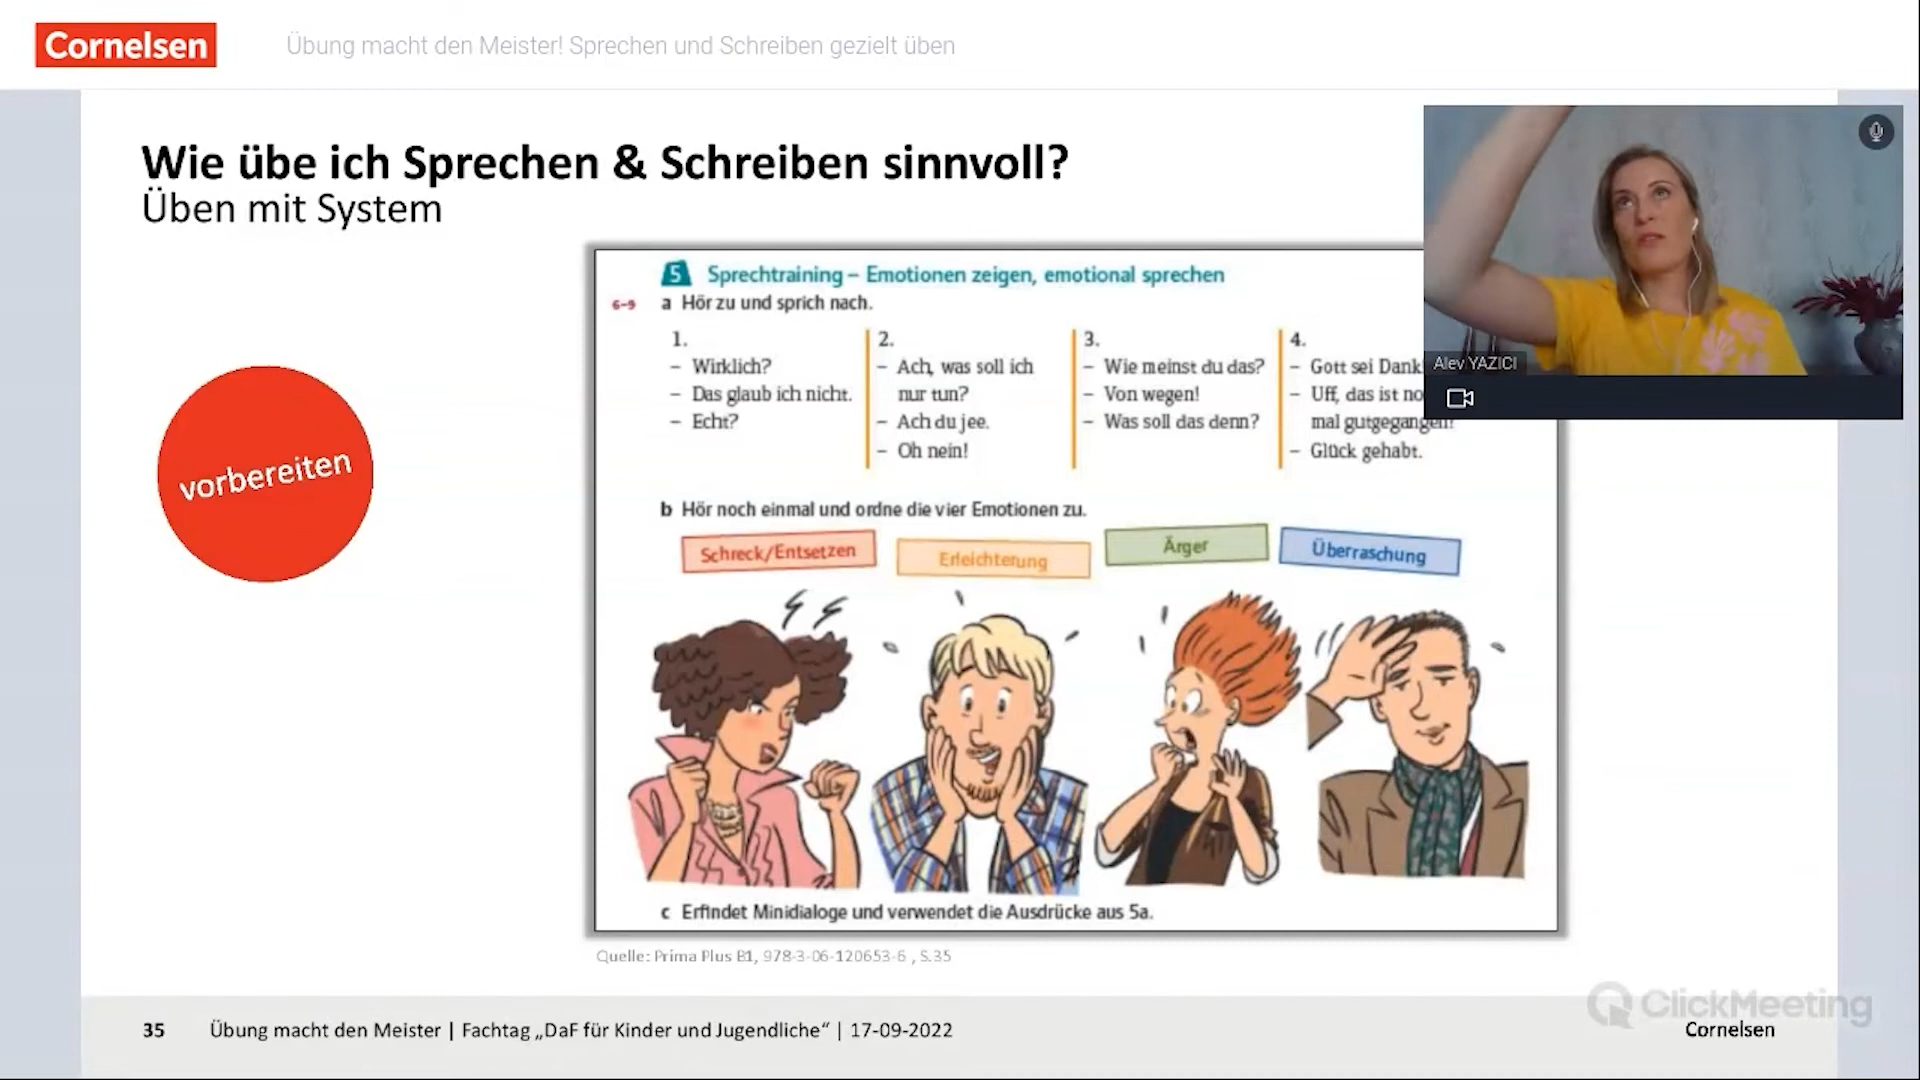 Cornelsen
Übung macht den Meister! Sprechen und Schreiben gezielt üben
Wie übe ich Sprechen & Schreiben sinnvoll?
Üben mit System
Alev YAZICI
vorbereiten
5 Sprechtraining – Emotionen zeigen, emotional sprechen
6–9 a Hör zu und sprich nach.
1.
– Wirklich?
– Das glaub ich nicht.
– Echt?
2.
– Ach, was soll ich
nur tun?
– Ach du jee.
– Oh nein!
3.
– Wie meinst du das?
– Von wegen!
– Was soll das denn?
4.
– Gott sei Dank
– Uff, das ist no
mal gutgegangen!
– Glück gehabt.
b Hör noch einmal und ordne die vier Emotionen zu.
Schreck/Entsetzen
Erleichterung
Ärger
Überraschung
c Erfindet Minidialoge und verwendet die Ausdrücke aus 5a.
Quelle: Prima Plus B1, 978-3-06-120653-6 , S.35
ClickMeeting
35 Übung macht den Meister | Fachtag „DaF für Kinder und Jugendliche“ | 17-09-2022
Cornelsen